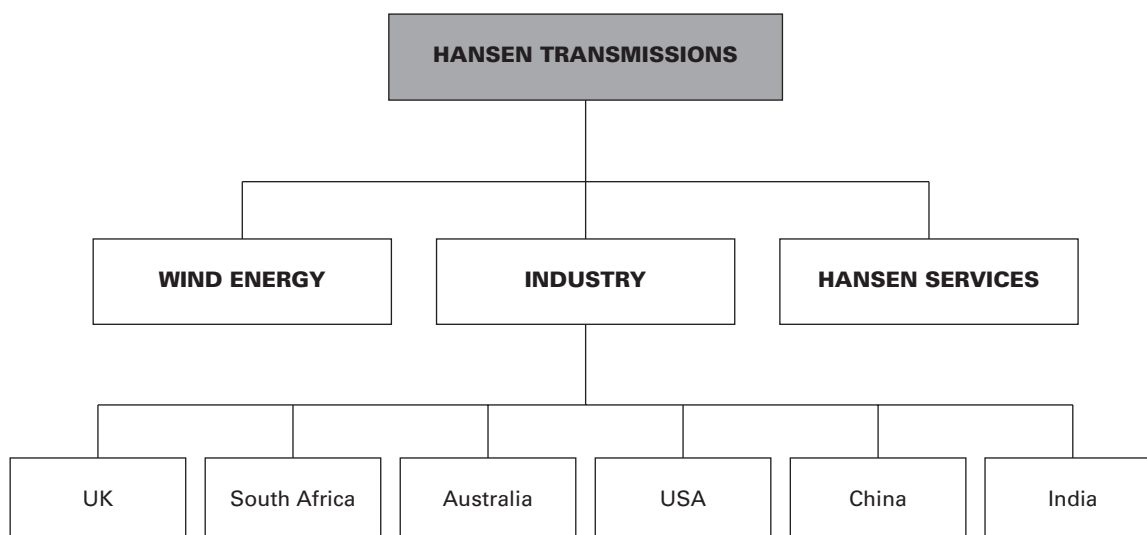 HANSEN TRANSMISSIONS
WIND ENERGY
INDUSTRY
HANSEN SERVICES
UK
South Africa
Australia
USA
China
India